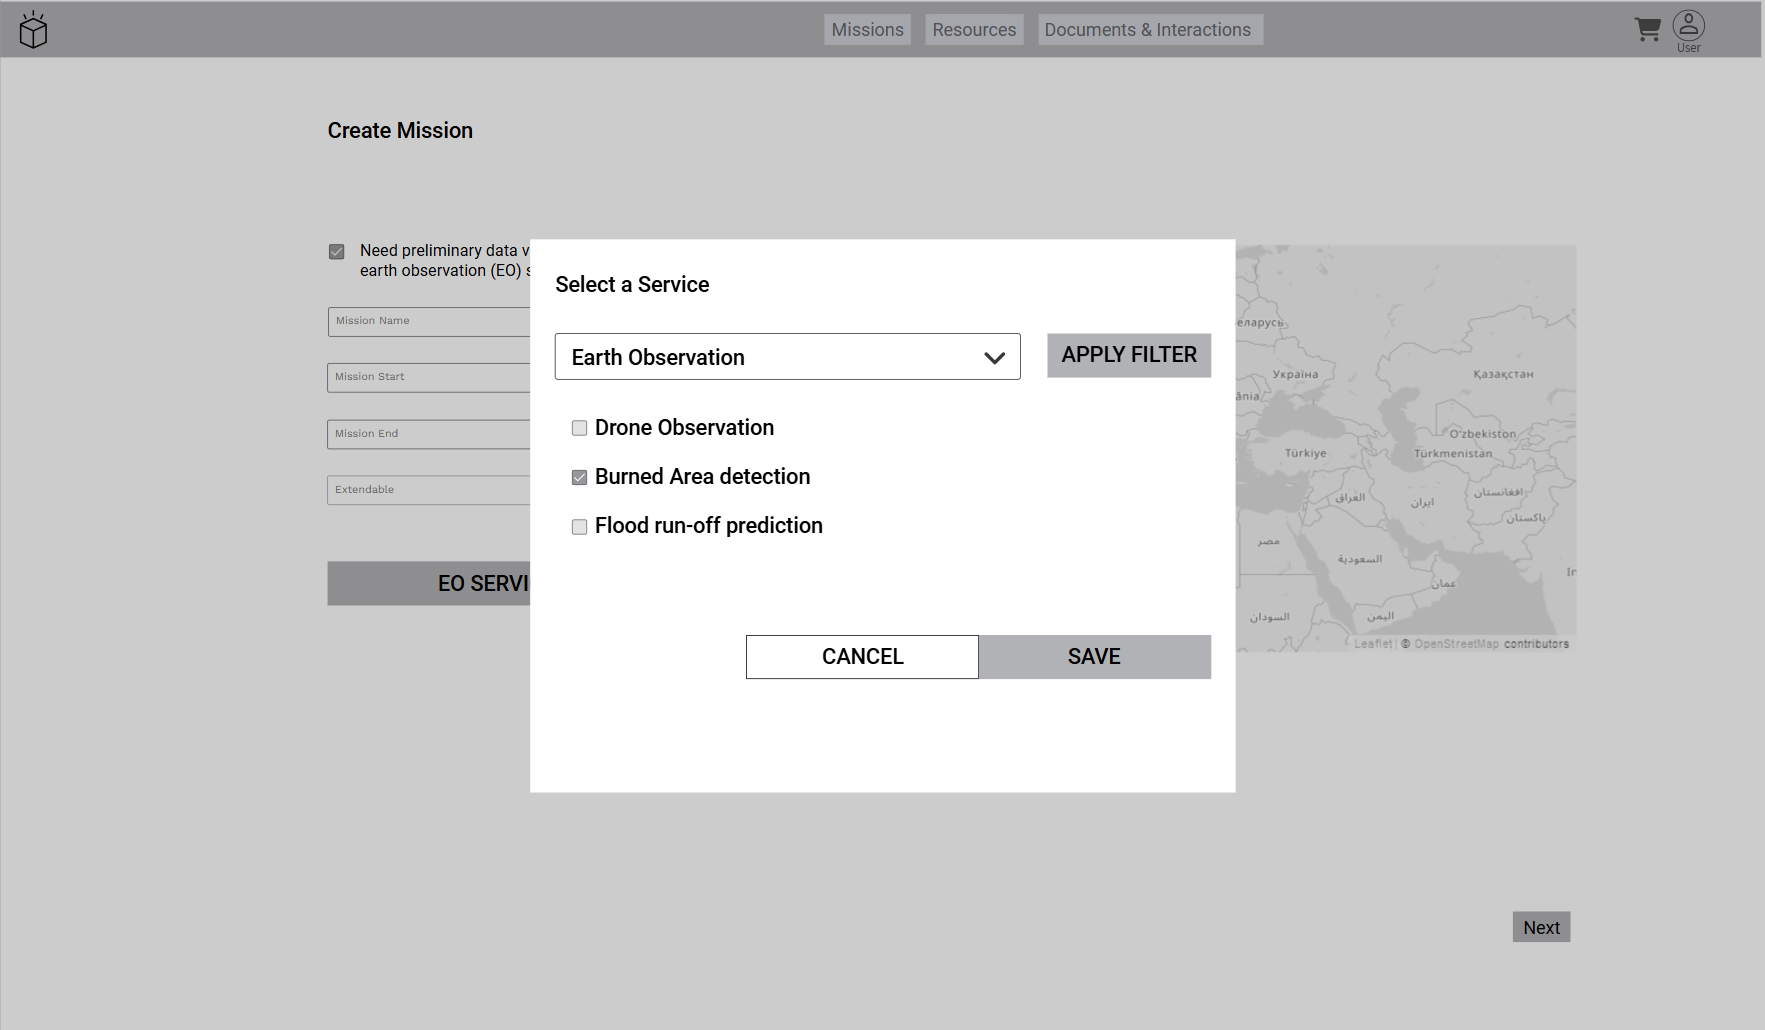 Missions
Resources
Documents & Interactions
User
Create Mission
Need preliminary data v
earth observation (EO) s
Mission Name
Mission Start
Mission End
Extendable
EO SERVI
Select a Service
Earth Observation
APPLY FILTER
Drone Observation
Burned Area detection
Flood run-off prediction
CANCEL
SAVE
еларусь
Україна
Қазақстан
ânia
O'zbekiston
Türkiye
Türkmenistan
العراق
ایران
افغانستان
پاکستان
مصر
السعودية
عمان
In
السودان
اليمن
Leaflet | © OpenStreetMap contributors
Next